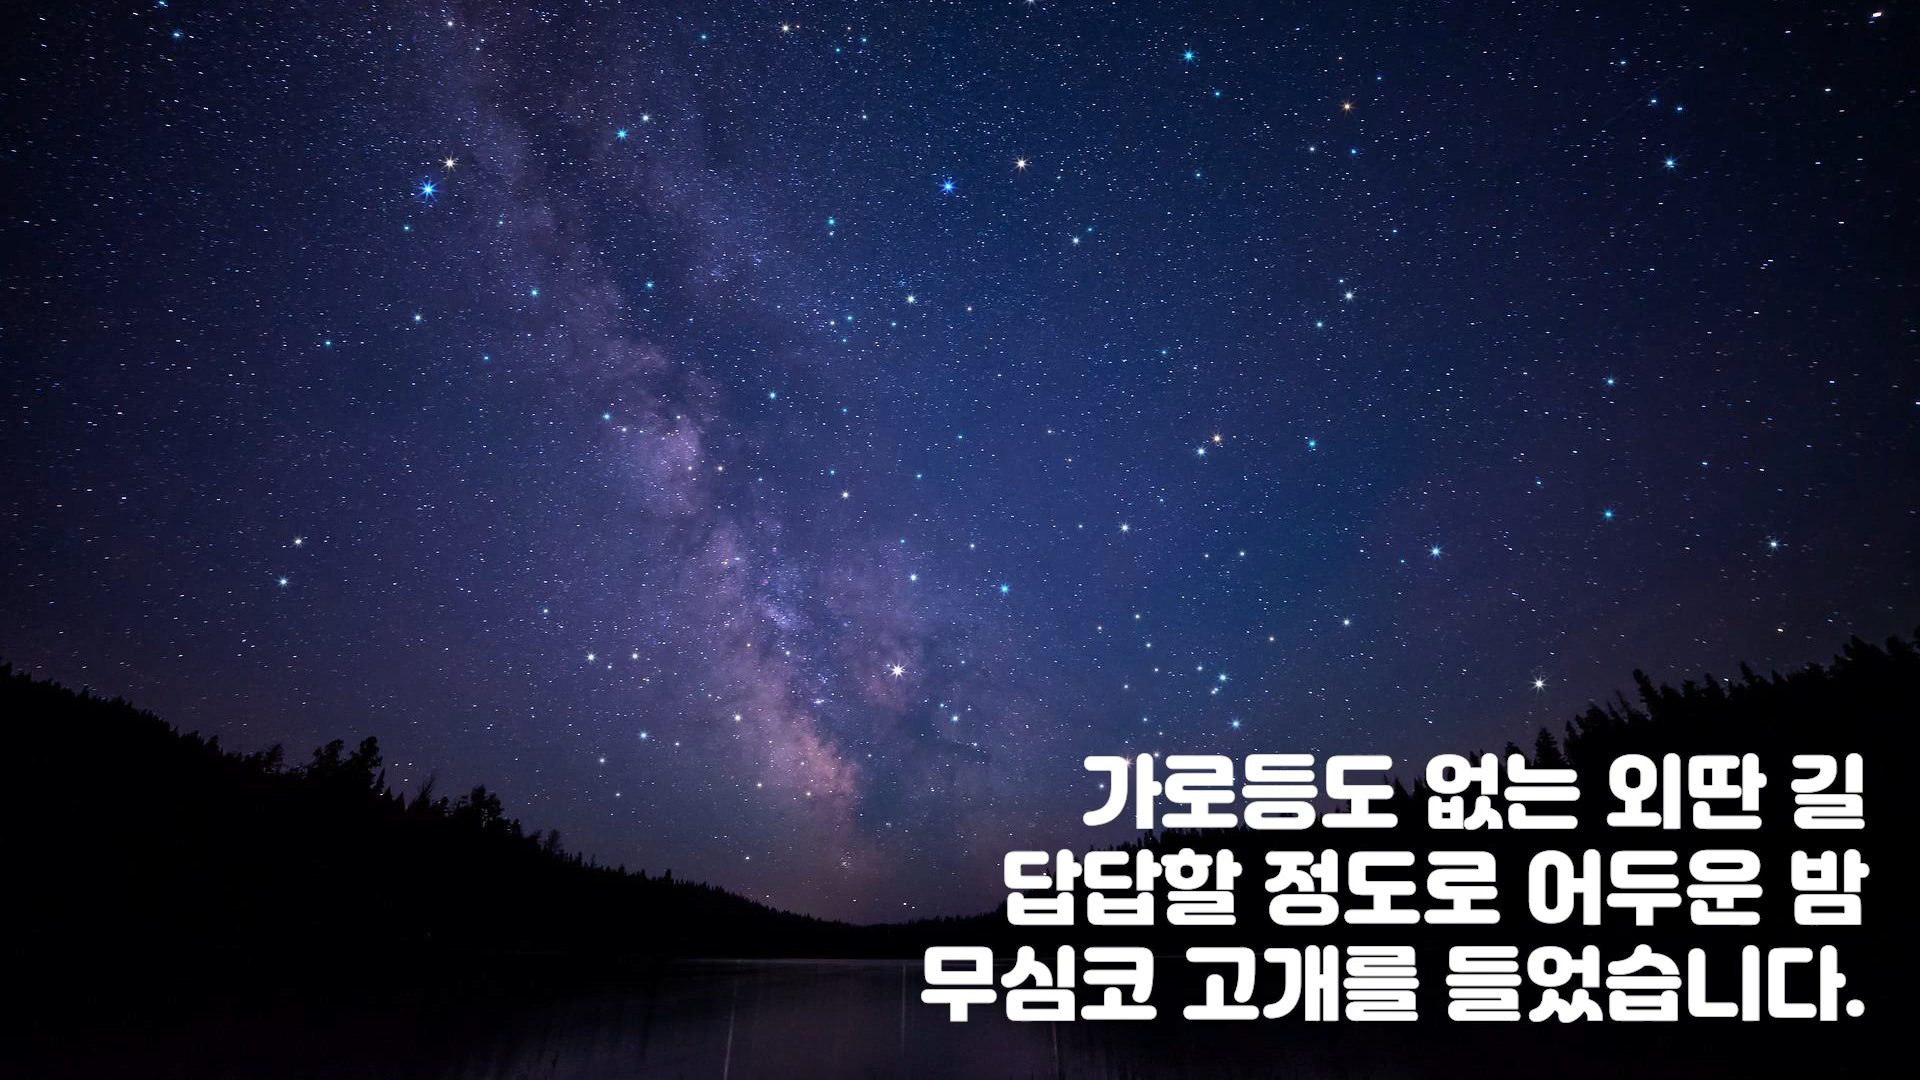 가로등도 없는 외딴 길
답답할 정도로 어두운 밤
무심코 고개를 들었습니다.